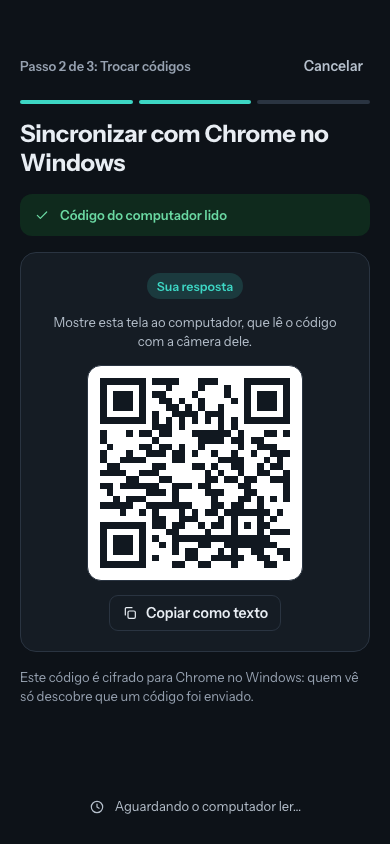 Passo 2 de 3: Trocar códigos
Cancelar
Sincronizar com Chrome no
Windows
Código do computador lido
Sua resposta
Mostre esta tela ao computador, que lê o código
com a câmera dele.
Copiar como texto
Este código é cifrado para Chrome no Windows: quem vê
só descobre que um código foi enviado.
Aguardando o computador ler...